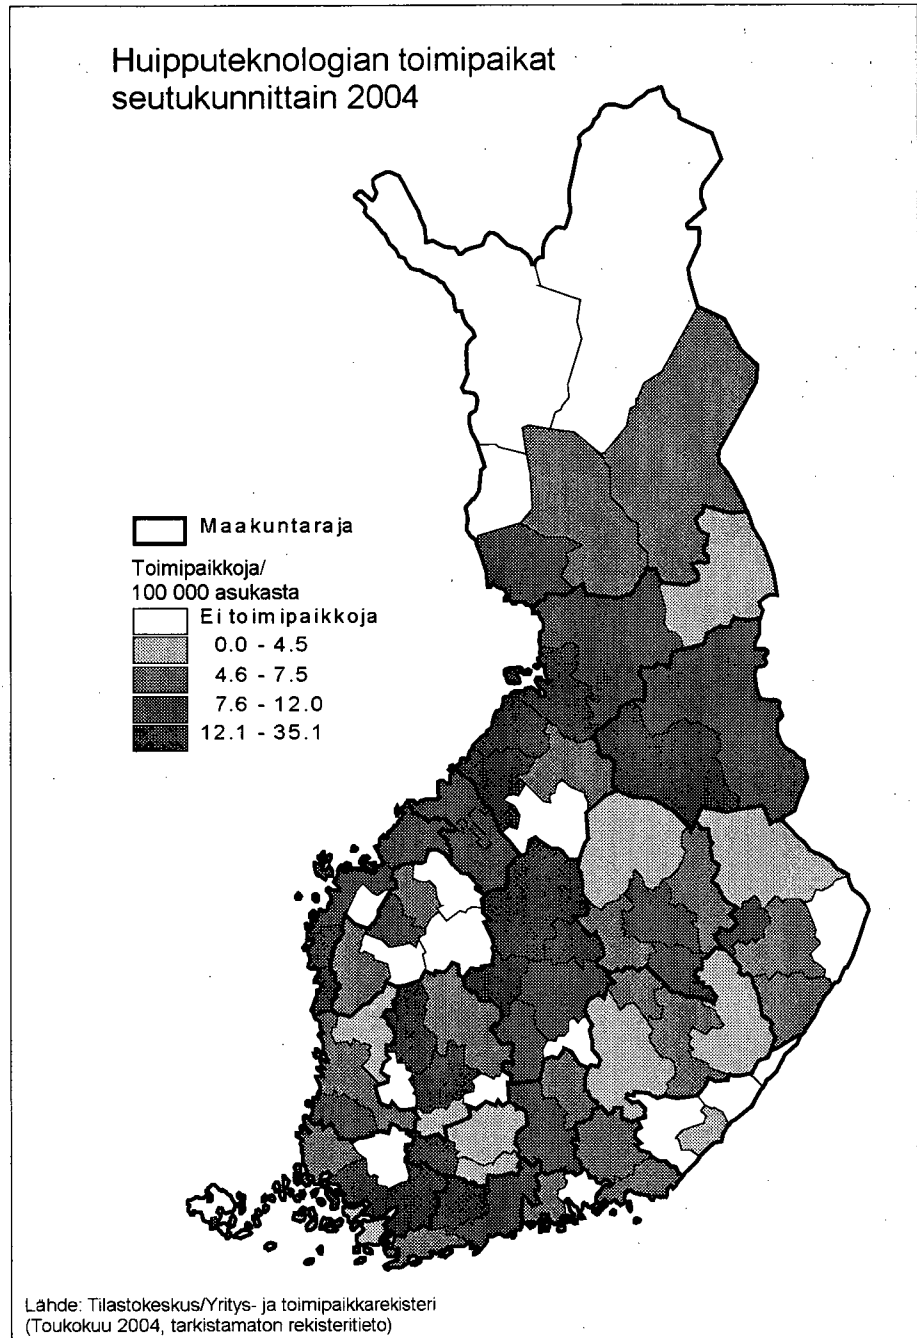 Huipputeknologian toimipaikat
seutukunnittain 2004
Maakuntaraja
Toimipaikkoja/
100 000 asukasta
Ei toimipaikkoja
0.0 - 4.5
4.6 - 7.5
7.6 - 12.0
12.1 - 35.1
Lähde: Tilastokeskus/Yritys- ja toimipaikkarekisteri
(Toukokuu 2004, tarkistamaton rekisteritieto)